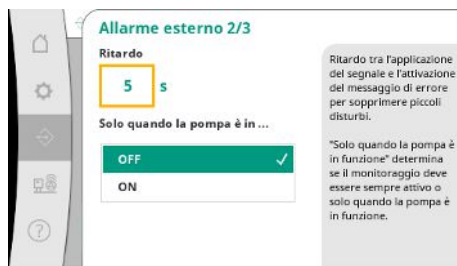 Allarme esterno 2/3
Ritardo
5 s
Solo quando la pompa è in ...
OFF
ON
Ritardo tra l'applicazione
del segnale e l'attivazione
del messaggio di errore
per sopprimere piccoli
disturbi.
"Solo quando la pompa è
in funzione" determina
se il monitoraggio deve
essere sempre attivo o
solo quando la pompa è
in funzione.